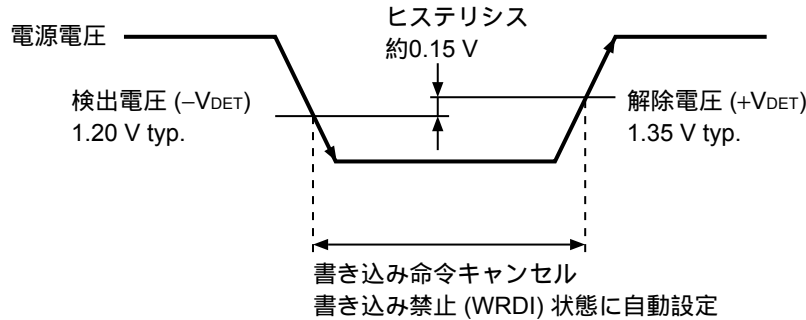 ヒステリシス
約0.15 V
電源電圧
検出電圧 (–VDET)
1.20 V typ.
解除電圧 (+VDET)
1.35 V typ.
書き込み命令キャンセル
書き込み禁止 (WRDI) 状態に自動設定